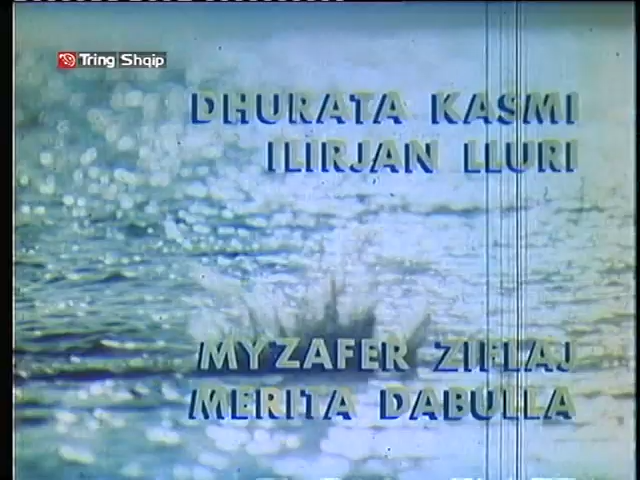 Tring Shqip
DHURATA KASMI
ILIRJAN LLURI
MYZAFER ZIFLAJ
MERITA DABULLA